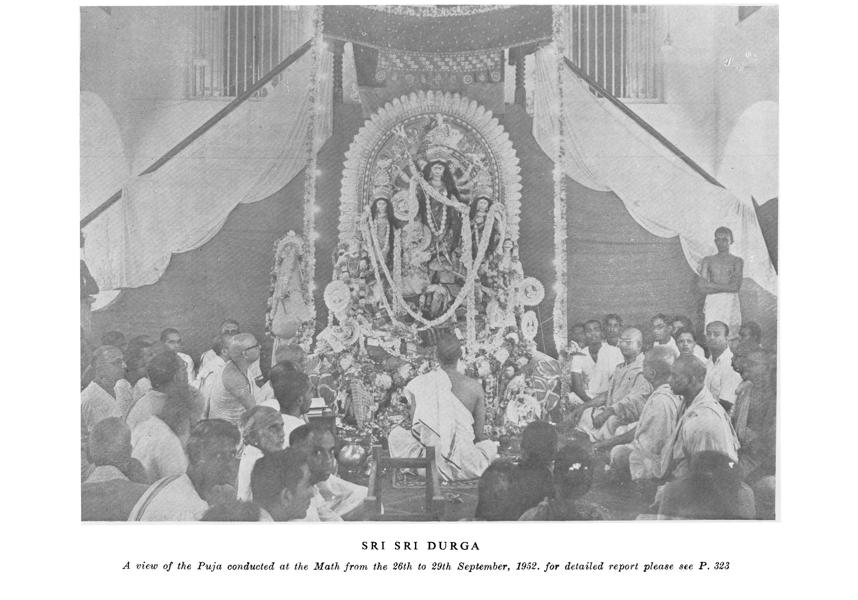 SRI SRI DURGA
A view of the Puja conducted at the Math from the 26th to 29th September, 1952. for detailed report please see P. 323